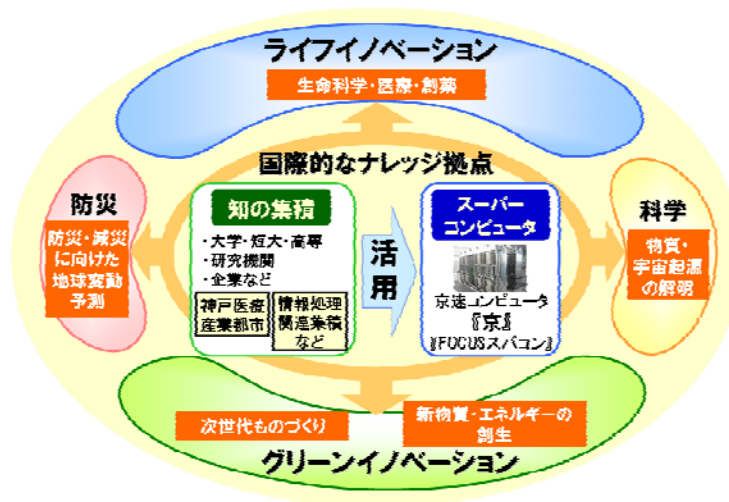 ライフイノベーション
生命科学・医療・創薬
国際的なナレッジ拠点
防災
防災・減災
に向けた
地球変動
予測
知の集積
・大学・短大・高専
・研究機関
・企業など
神戸医療
産業都市
情報処理
関連集積
など
活
用
スーパー
コンピュータ
京速コンピュータ
『京』
『FOCUSスパコン』
科学
物質・
宇宙起源
の解明
次世代ものづくり
新物質・エネルギーの
創生
グリーンイノベーション